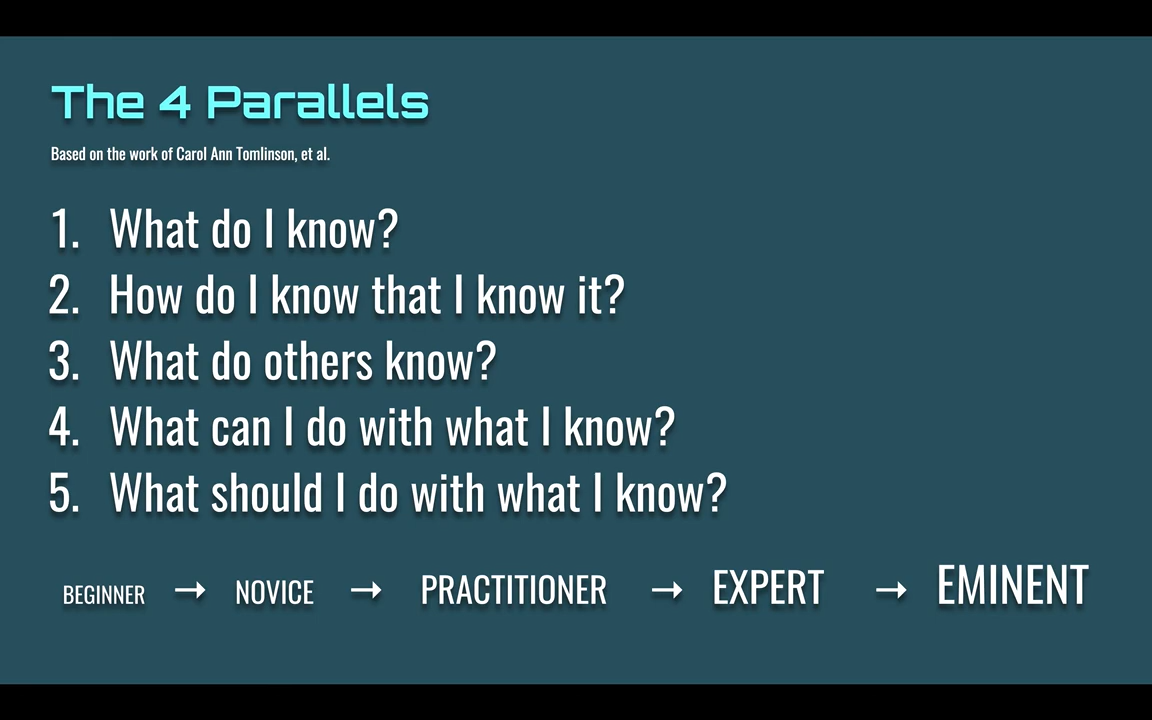 The 4 Parallels
Based on the work of Carol Ann Tomlinson, et al.
1. What do I know?
2. How do I know that I know it?
3. What do others know?
4. What can I do with what I know?
5. What should I do with what I know?
BEGINNER → NOVICE → PRACTITIONER → EXPERT → EMINENT